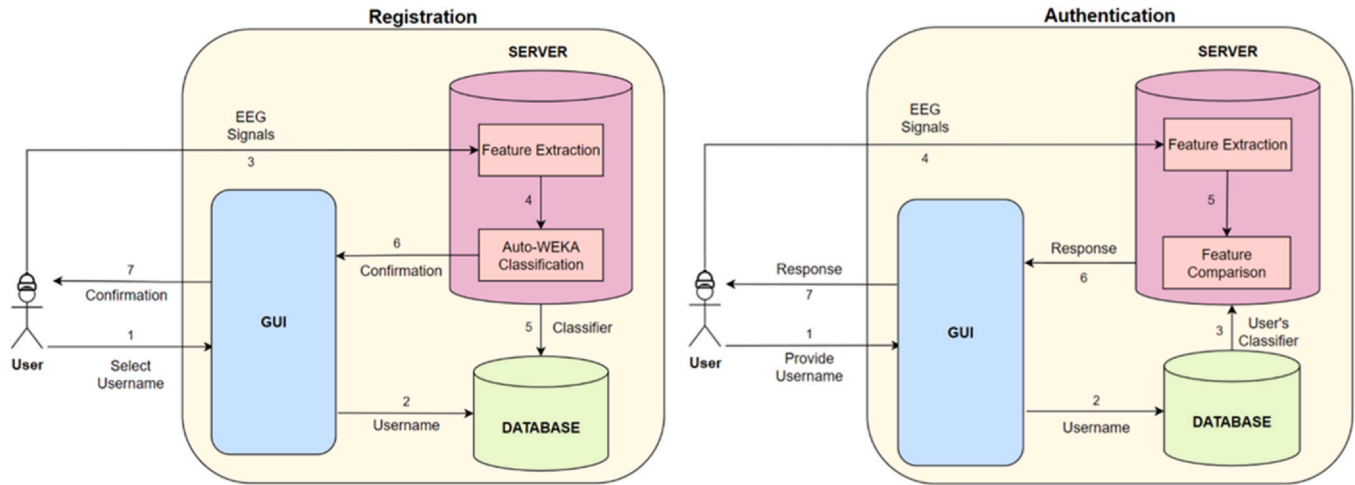 Registration
SERVER
EEG
Signals
3
Feature Extraction
4
6
Confirmation
Auto-WEKA
Classification
7
Confirmation
GUI
5
Classifier
1
User
Select
Username
2
Username
DATABASE
Authentication
SERVER
EEG
Signals
4
Feature Extraction
5
Response
6
Feature
Comparison
Response
7
GUI
3
User's
Classifier
1
User
Provide
Username
2
Username
DATABASE